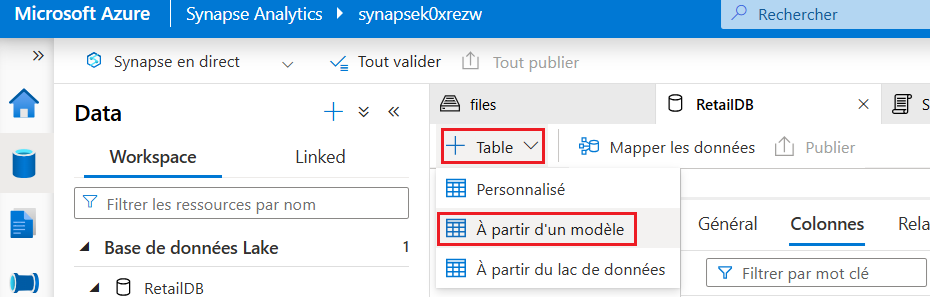 Microsoft Azure Synapse Analytics synapsek0xrezw Rechercher
Synapse en direct Tout valider Tout publier
Data
files RetailDB S
Table Mapper les données Publier
Workspace Linked
Personnalisé
Filtrer les ressources par nom
À partir d'un modèle
Général Colonnes Rela
Base de données Lake 1
À partir du lac de données
Filtrer par mot clé
RetailDB